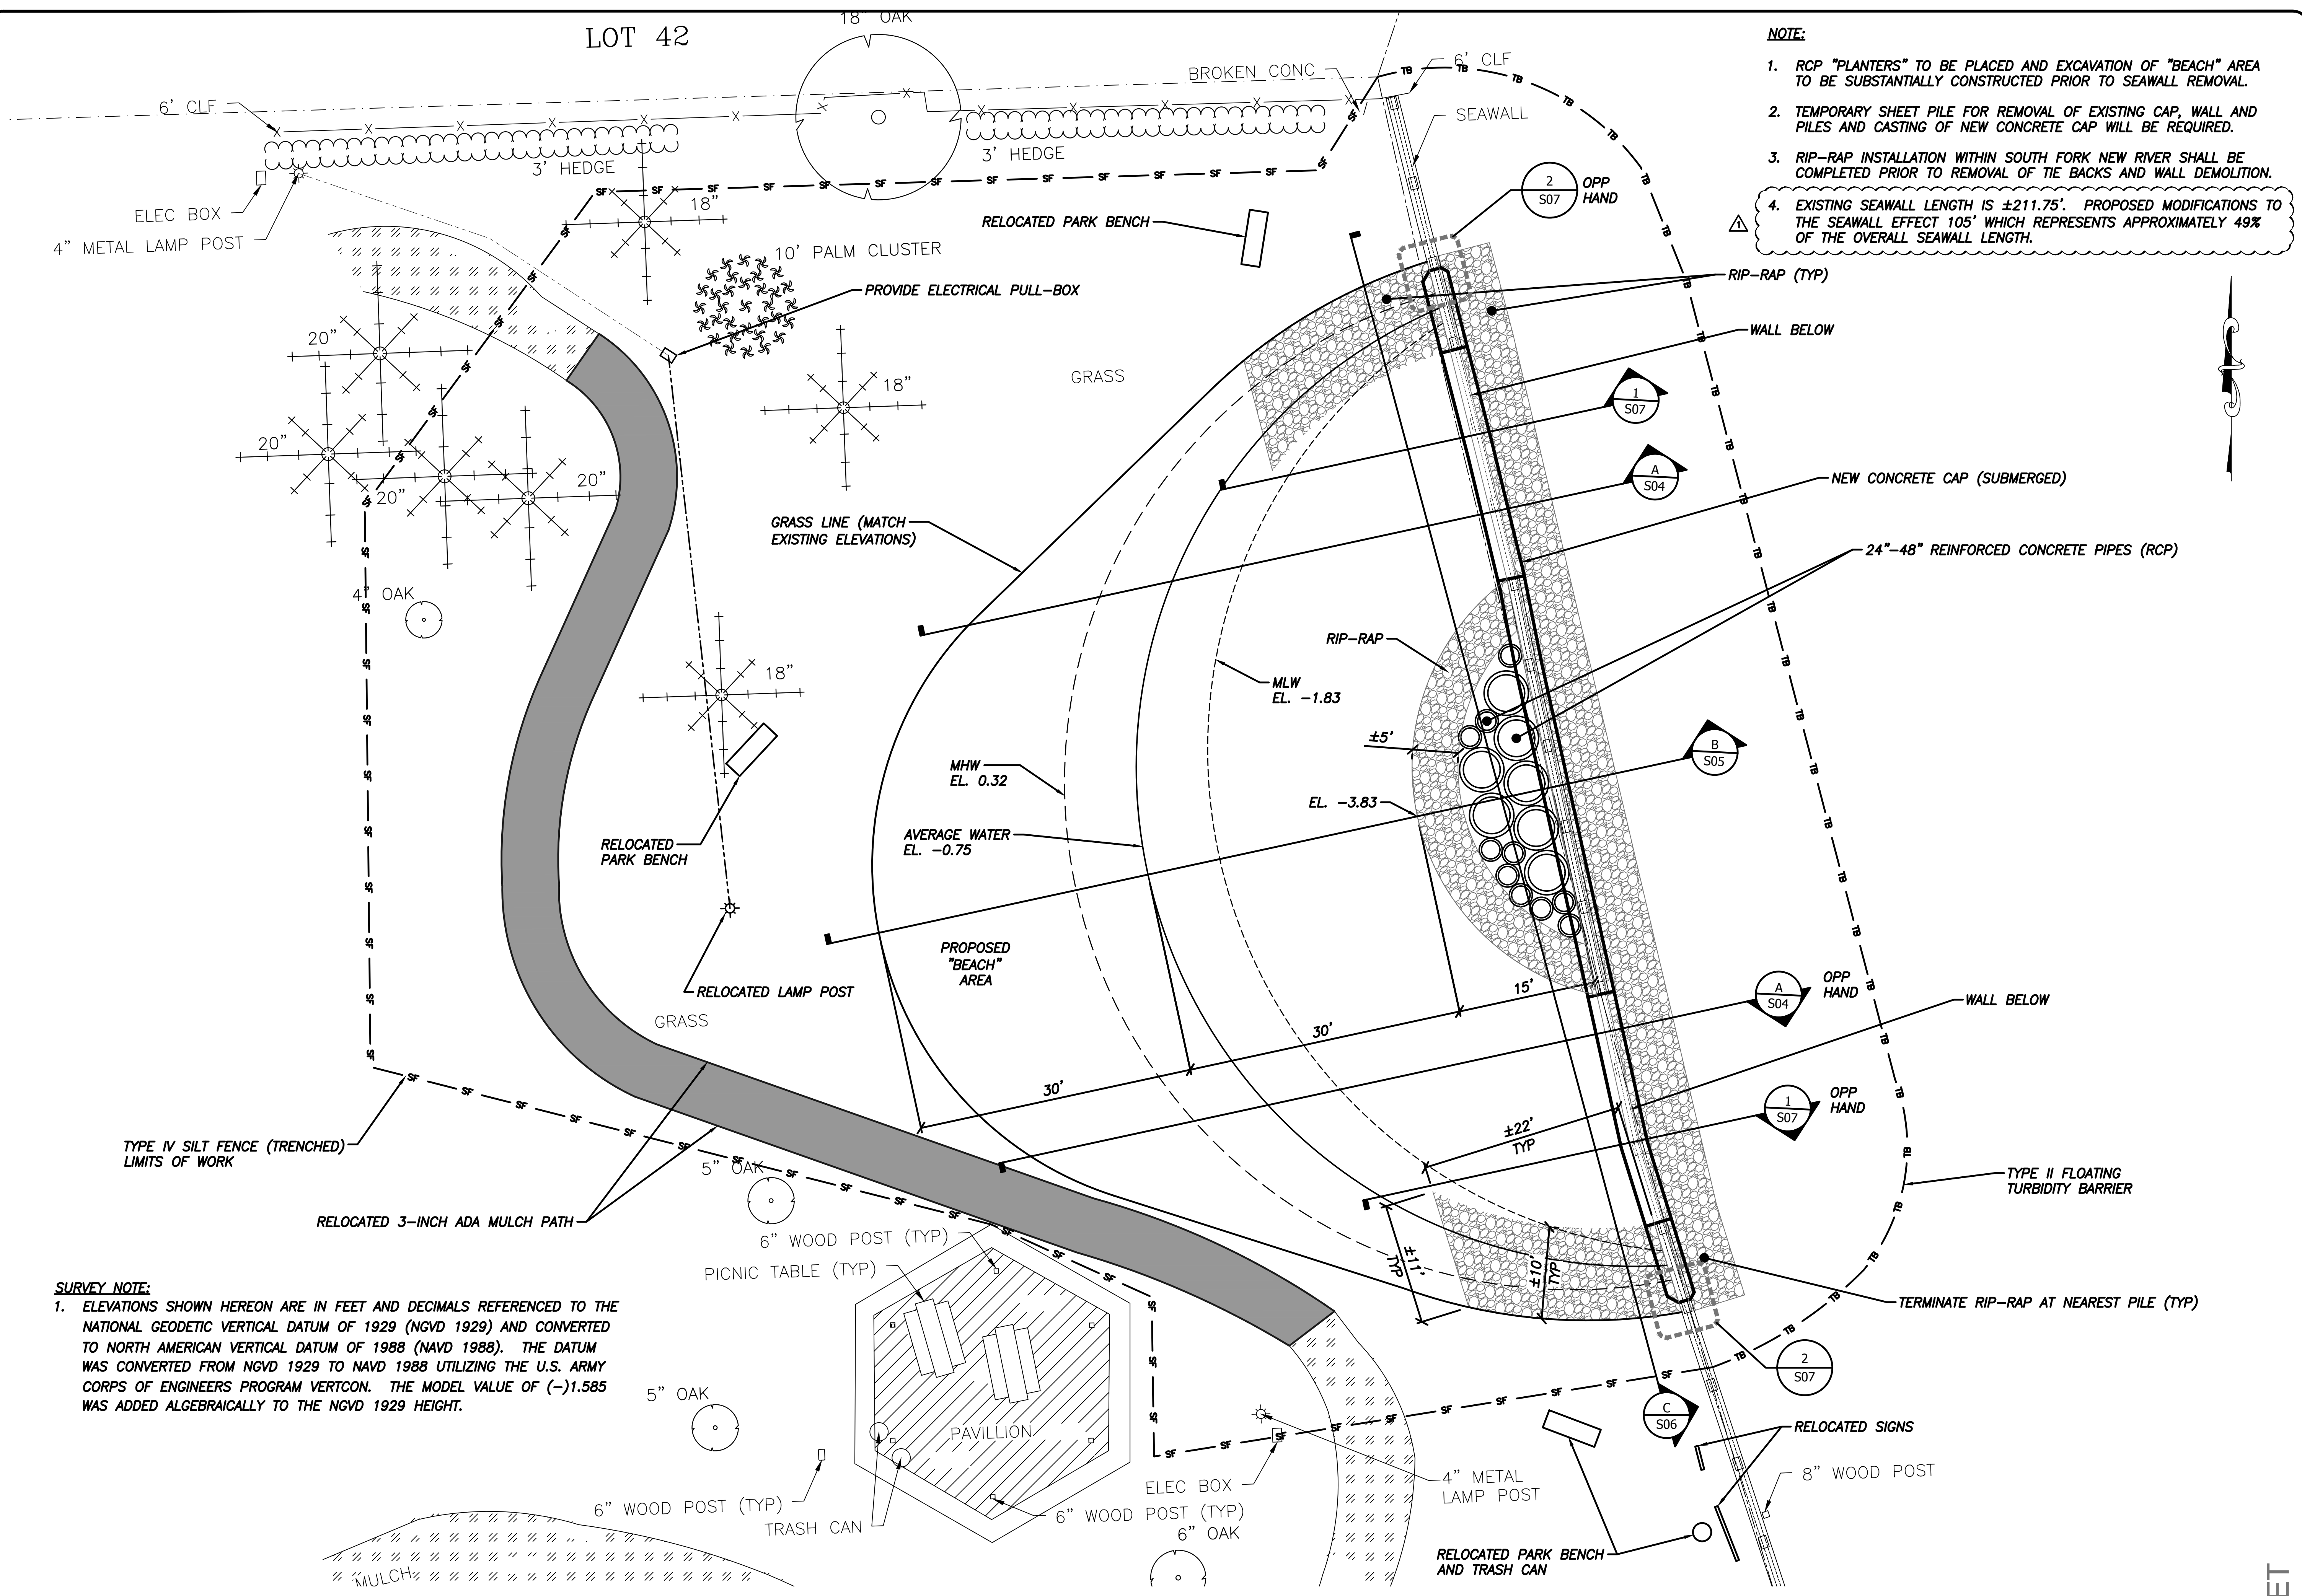 LOT 42
18" OAK
6' CLF
3' HEDGE
ELEC BOX
4" METAL LAMP POST
18"
10' PALM CLUSTER
PROVIDE ELECTRICAL PULL-BOX
3' HEDGE
BROKEN CONC
6' CLF
SEAWALL
RELOCATED PARK BENCH
2
S07
OPP
HAND
NOTE:
1. RCP "PLANTERS" TO BE PLACED AND EXCAVATION OF "BEACH" AREA
TO BE SUBSTANTIALLY CONSTRUCTED PRIOR TO SEAWALL REMOVAL.
2. TEMPORARY SHEET PILE FOR REMOVAL OF EXISTING CAP, WALL AND
PILES AND CASTING OF NEW CONCRETE CAP WILL BE REQUIRED.
3. RIP-RAP INSTALLATION WITHIN SOUTH FORK NEW RIVER SHALL BE
COMPLETED PRIOR TO REMOVAL OF TIE BACKS AND WALL DEMOLITION.
4. EXISTING SEAWALL LENGTH IS ±211.75'. PROPOSED MODIFICATIONS TO
THE SEAWALL EFFECT 105' WHICH REPRESENTS APPROXIMATELY 49%
OF THE OVERALL SEAWALL LENGTH.
1
RIP-RAP (TYP)
WALL BELOW
1
S07
A
S04
NEW CONCRETE CAP (SUBMERGED)
24"-48" REINFORCED CONCRETE PIPES (RCP)
20"
20"
20"
20"
18"
GRASS
GRASS LINE (MATCH
EXISTING ELEVATIONS)
4" OAK
18"
RIP-RAP
MLW
EL. -1.83
±5'
MHW
EL. 0.32
EL. -3.83
AVERAGE WATER
EL. -0.75
B
S05
RELOCATED
PARK BENCH
PROPOSED
"BEACH"
AREA
RELOCATED LAMP POST
GRASS
15'
30'
30'
A
S04
OPP
HAND
WALL BELOW
1
S07
OPP
HAND
±22'
TYP
±11'
TYP
±10'
TYP
TYPE IV SILT FENCE (TRENCHED)
LIMITS OF WORK
RELOCATED 3-INCH ADA MULCH PATH
5" OAK
6" WOOD POST (TYP)
PICNIC TABLE (TYP)
TYPE II FLOATING
TURBIDITY BARRIER
TERMINATE RIP-RAP AT NEAREST PILE (TYP)
2
S07
C
S06
SURVEY NOTE:
1. ELEVATIONS SHOWN HEREON ARE IN FEET AND DECIMALS REFERENCED TO THE
NATIONAL GEODETIC VERTICAL DATUM OF 1929 (NGVD 1929) AND CONVERTED
TO NORTH AMERICAN VERTICAL DATUM OF 1988 (NAVD 1988). THE DATUM
WAS CONVERTED FROM NGVD 1929 TO NAVD 1988 UTILIZING THE U.S. ARMY
CORPS OF ENGINEERS PROGRAM VERTCON. THE MODEL VALUE OF (-)1.585
WAS ADDED ALGEBRAICALLY TO THE NGVD 1929 HEIGHT.
5" OAK
PAVILLION
6" WOOD POST (TYP)
TRASH CAN
6" WOOD POST (TYP)
ELEC BOX
4" METAL
LAMP POST
6" OAK
RELOCATED SIGNS
8" WOOD POST
RELOCATED PARK BENCH
AND TRASH CAN
MULCH
SF
TB